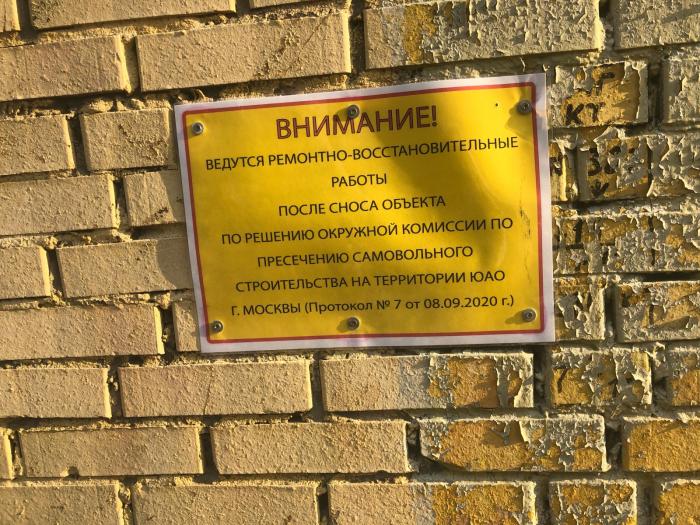 ВНИМАНИЕ!
ВЕДУТСЯ РЕМОНТНО-ВОССТАНОВИТЕЛЬНЫЕ
РАБОТЫ
ПОСЛЕ СНОСА ОБЪЕКТА
ПО РЕШЕНИЮ ОКРУЖНОЙ КОМИССИИ ПО
ПРЕСЕЧЕНИЮ САМОВОЛЬНОГО
СТРОИТЕЛЬСТВА НА ТЕРРИТОРИИ ЮАО
Г. МОСКВЫ (Протокол № 7 от 08.09.2020 г.)